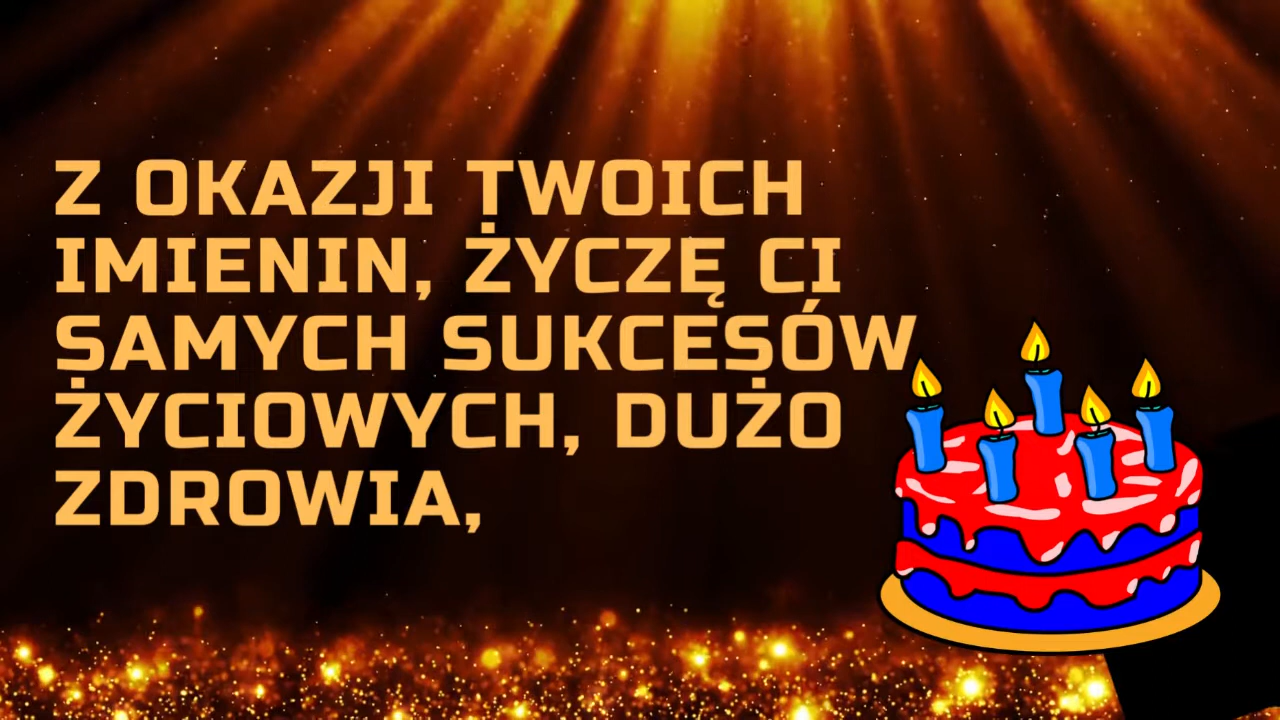 Z OKAZJI TWOICH
IMIENIN, ŻYCZĘ CI
SAMYCH SUKCESÓW
ŻYCIOWYCH, DUŻO
ZDROWIA,